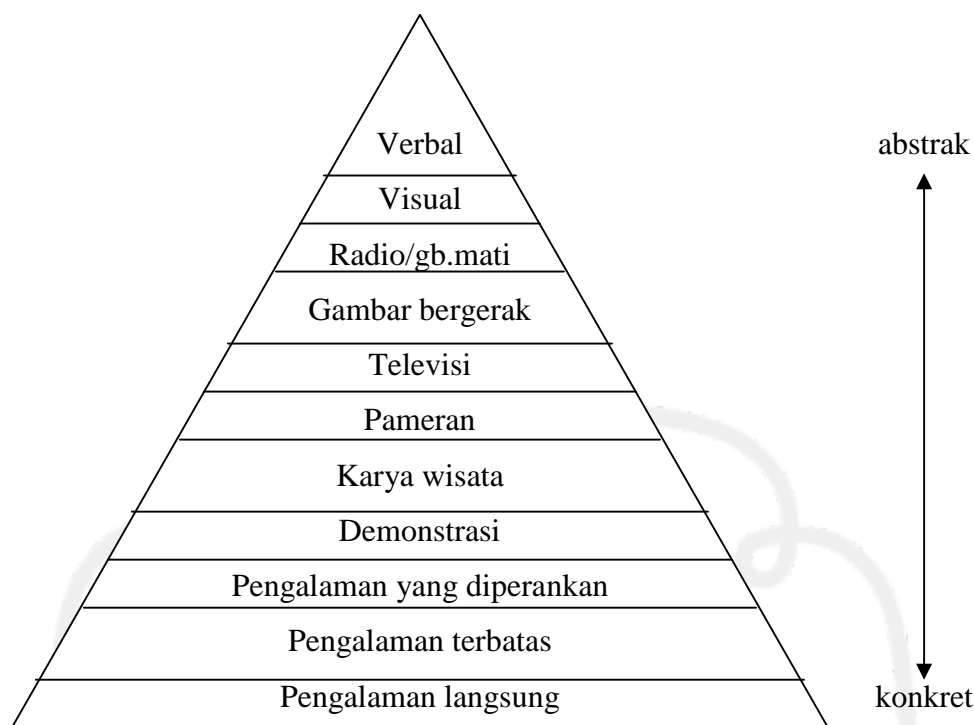 Verbal
abstrak
Visual
Radio/gb.mati
Gambar bergerak
Televisi
Pameran
Karya wisata
Demonstrasi
Pengalaman yang diperankan
Pengalaman terbatas
Pengalaman langsung
konkret